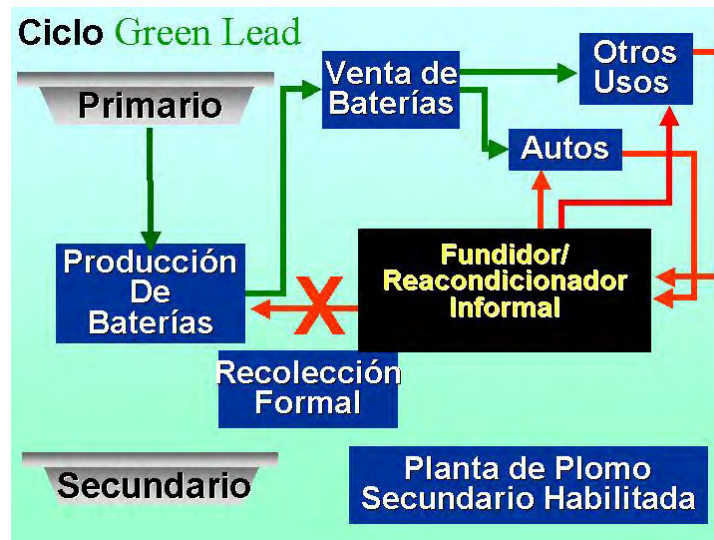 Ciclo Green Lead
Primario
Venta de
Baterías
Otros
Usos
Autos
Producción
De
Baterías
X
Fundidor/
Reacondicionador
Informal
Recolección
Formal
Secundario
Planta de Plomo
Secundario Habilitada